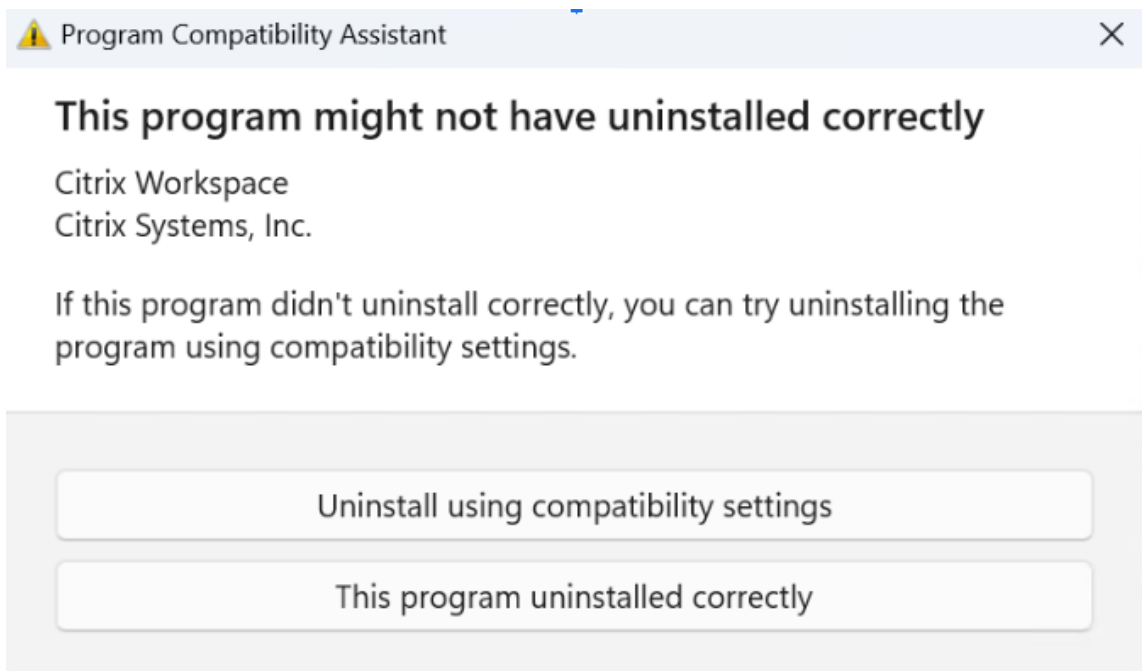 Program Compatibility Assistant
This program might not have uninstalled correctly
Citrix Workspace
Citrix Systems, Inc.
If this program didn't uninstall correctly, you can try uninstalling the
program using compatibility settings.
Uninstall using compatibility settings
This program uninstalled correctly